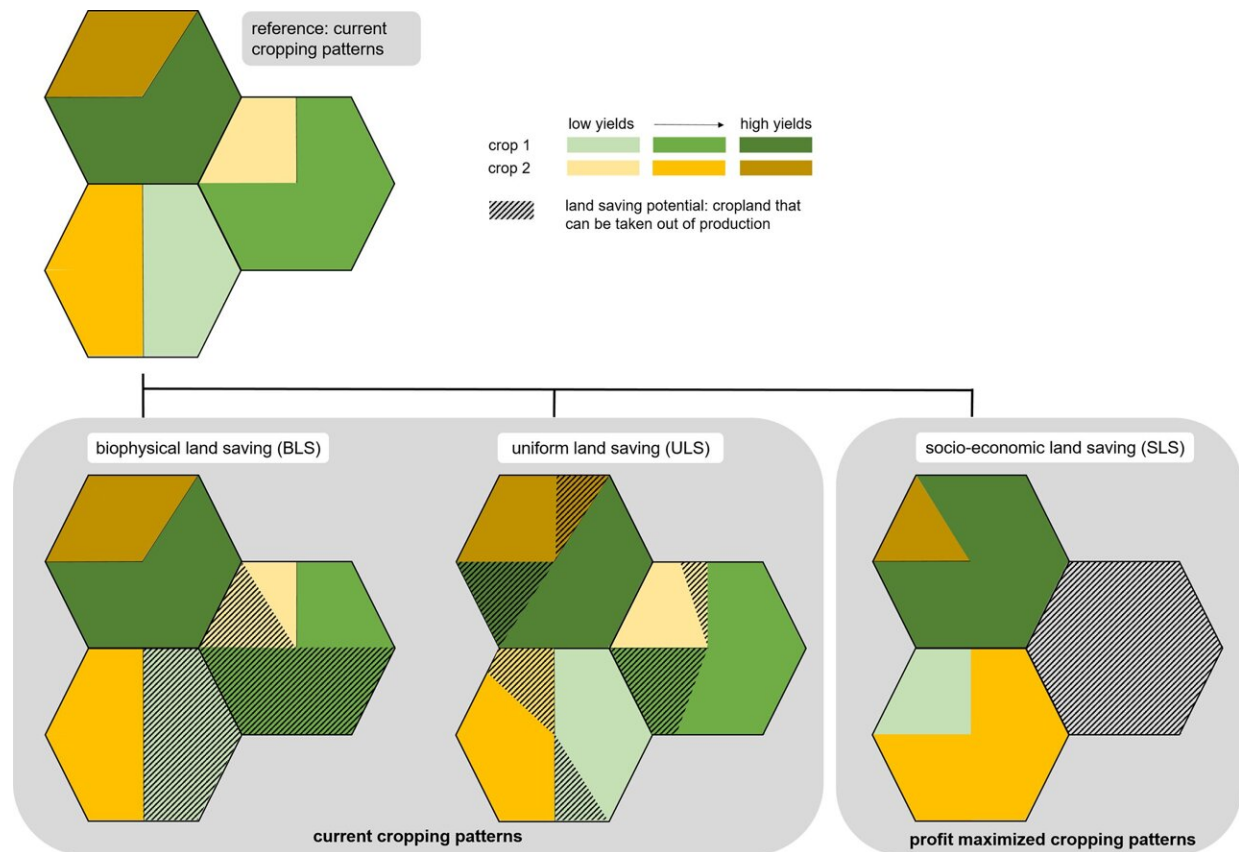 reference: current
cropping patterns
low yields
high yields
crop 1
crop 2
land saving potential: cropland that
can be taken out of production
biophysical land saving (BLS)
uniform land saving (ULS)
socio-economic land saving (SLS)
current cropping patterns
profit maximized cropping patterns